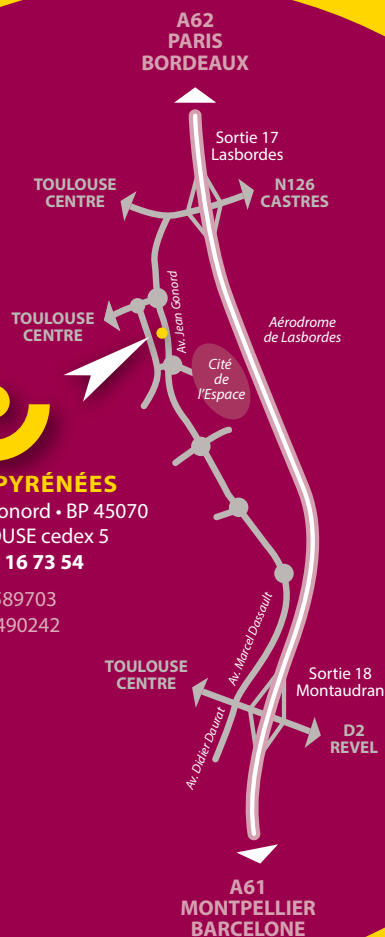 A62
PARIS
BORDEAUX
Sortie 17
Lasbordes
TOULOUSE
CENTRE
N126
CASTRES
Av. Jean Gonord
TOULOUSE
CENTRE
Aérodrome
de Lasbordes
Cité
de
l'Espace
PYRÉNÉES
onord • BP 45070
USE cedex 5
16 73 54
589703
490242
Av. Marcel Dassault
TOULOUSE
CENTRE
Sortie 18
Montaudran
Av. Didier Daurat
D2
REVEL
A61
MONTPELLIER
BARCELONE